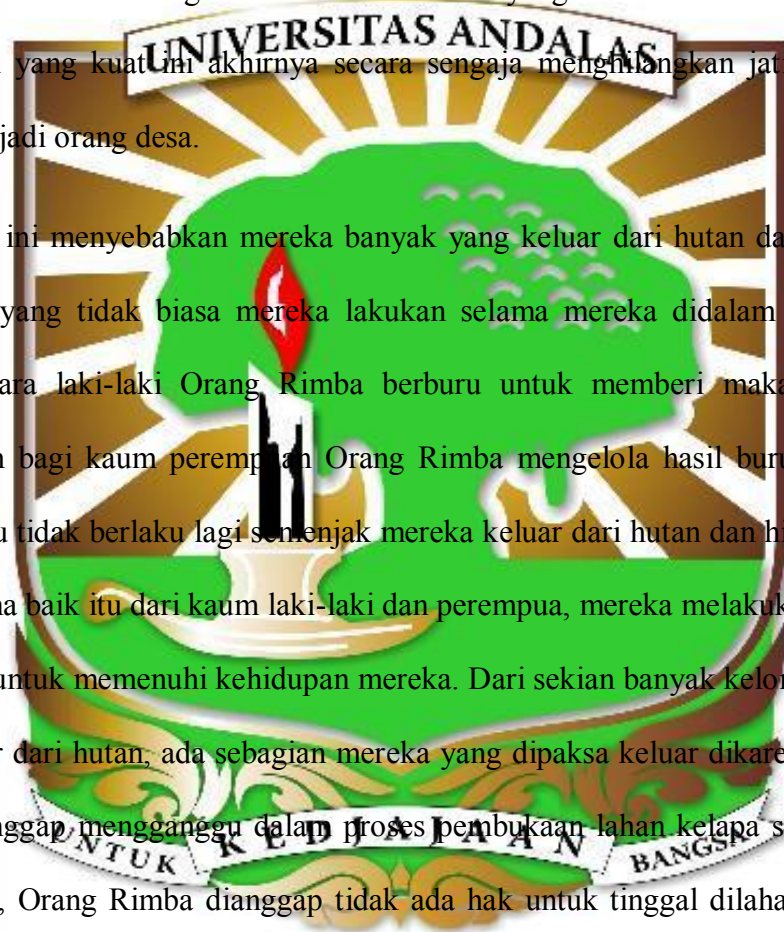 UNIVERSITAS ANDALAS
yang kuat ini akhirnya secara sengaja menghilangkan jat
jadi orang desa.
ini menyebabkan mereka banyak yang keluar dari hutan da
yang tidak biasa mereka lakukan selama mereka didalam
ara laki-laki Orang Rimba berburu untuk memberi maka
n bagi kaum perempuan Orang Rimba mengelola hasil buru
u tidak berlaku lagi semenjak mereka keluar dari hutan dan hi
na baik itu dari kaum laki-laki dan perempua, mereka melakuk
untuk memenuhi kehidupan mereka. Dari sekian banyak kelo
r dari hutan, ada sebagian mereka yang dipaksa keluar dikare
nggap mengganggu dalam proses pembukaan lahan kelapa s
UNTUK KEDJAJAAN BANGSA
, Orang Rimba dianggap tidak ada hak untuk tinggal dilaha